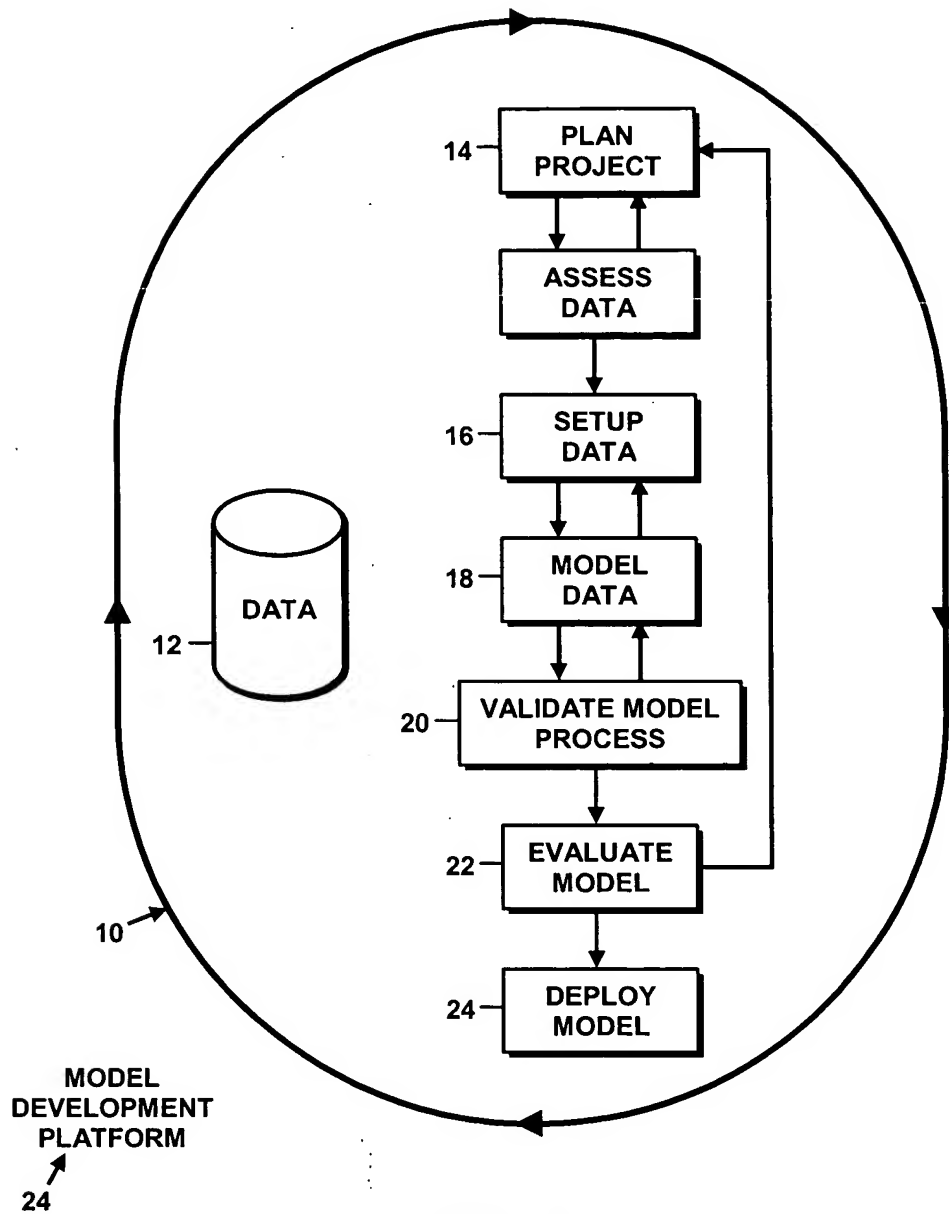 14
PLAN
PROJECT
ASSESS
DATA
16
SETUP
DATA
18
MODEL
DATA
DATA
12
20
VALIDATE MODEL
PROCESS
22
EVALUATE
MODEL
10
24
DEPLOY
MODEL
MODEL
DEVELOPMENT
PLATFORM
24